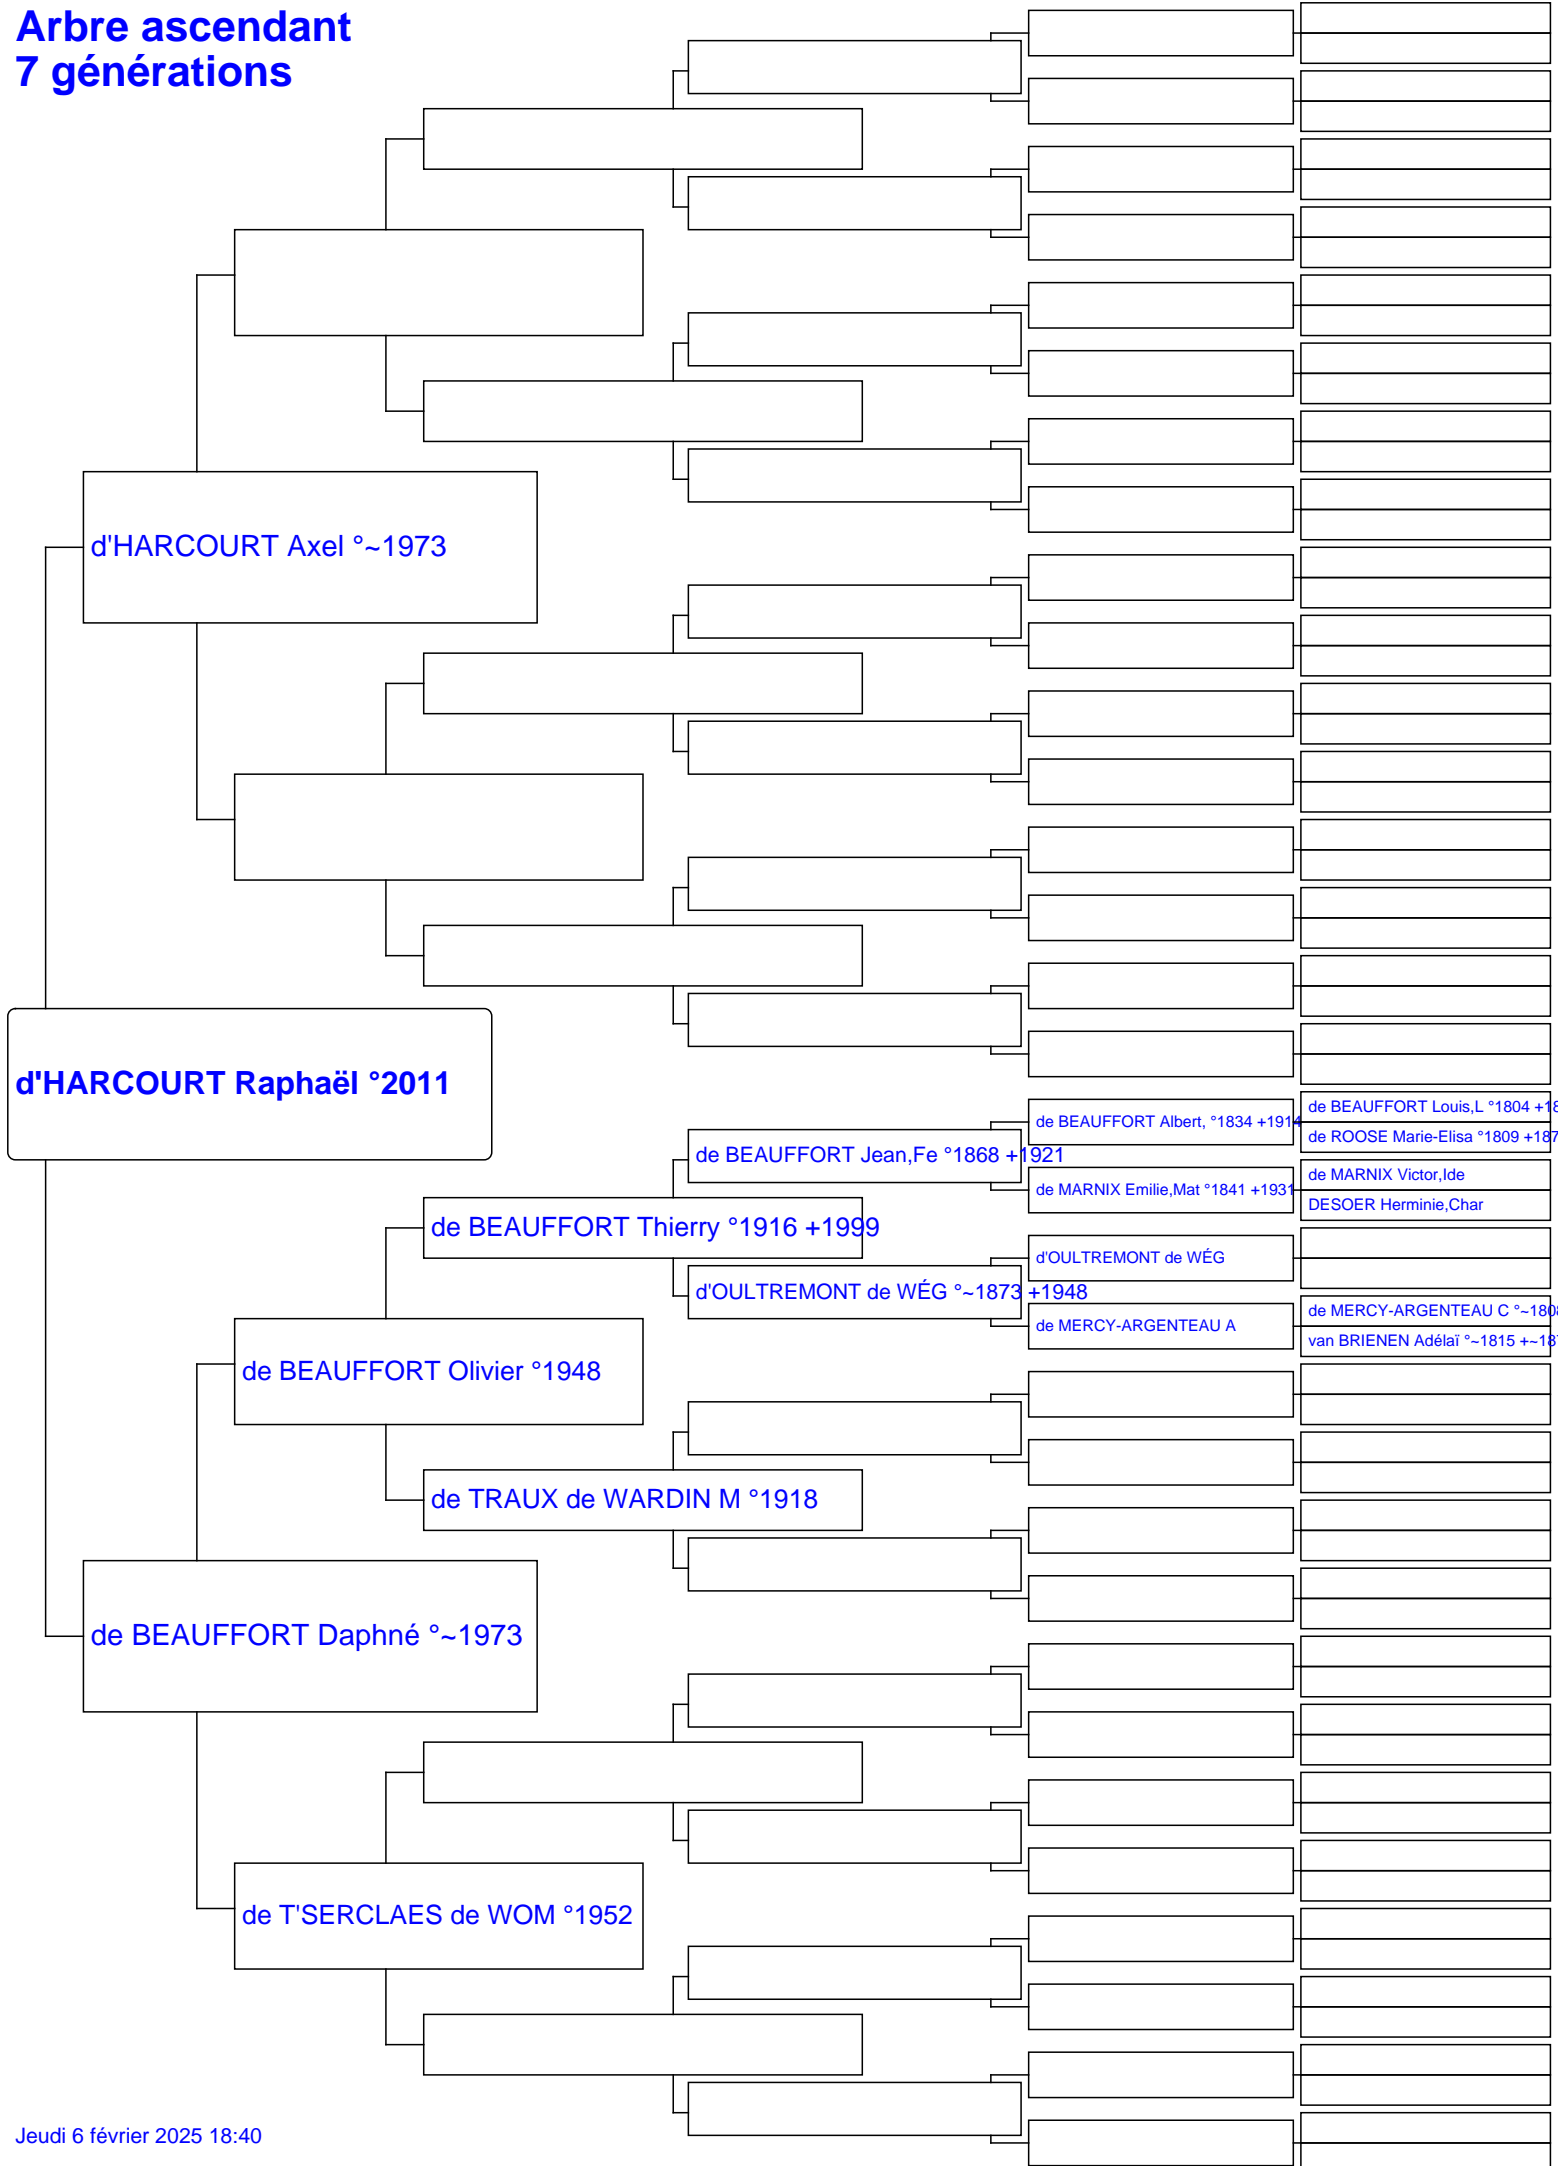 Arbre ascendant
7 générations
d'HARCOURT Axel °~1973
d'HARCOURT Raphaël °2011
de BEAUFFORT Louis,L °1804 +18
de BEAUFFORT Albert, °1834 +1914
de ROOSE Marie-Elisa °1809 +187
de BEAUFFORT Jean,Fe °1868 +1921
de MARNIX Victor,Ide
de MARNIX Emilie,Mat °1841 +1931
DESOER Herminie,Char
de BEAUFFORT Thierry °1916 +1999
d'OULTREMONT de WÉG
d'OULTREMONT de WÉG °~1873 +1948
de MERCY-ARGENTEAU C °~1808
de MERCY-ARGENTEAU A
van BRIENEN Adélaï °~1815 +~18
de BEAUFFORT Olivier °1948
de TRAUX de WARDIN M °1918
de BEAUFFORT Daphné °~1973
de T'SERCLAES de WOM °1952
Jeudi 6 février 2025 18:40